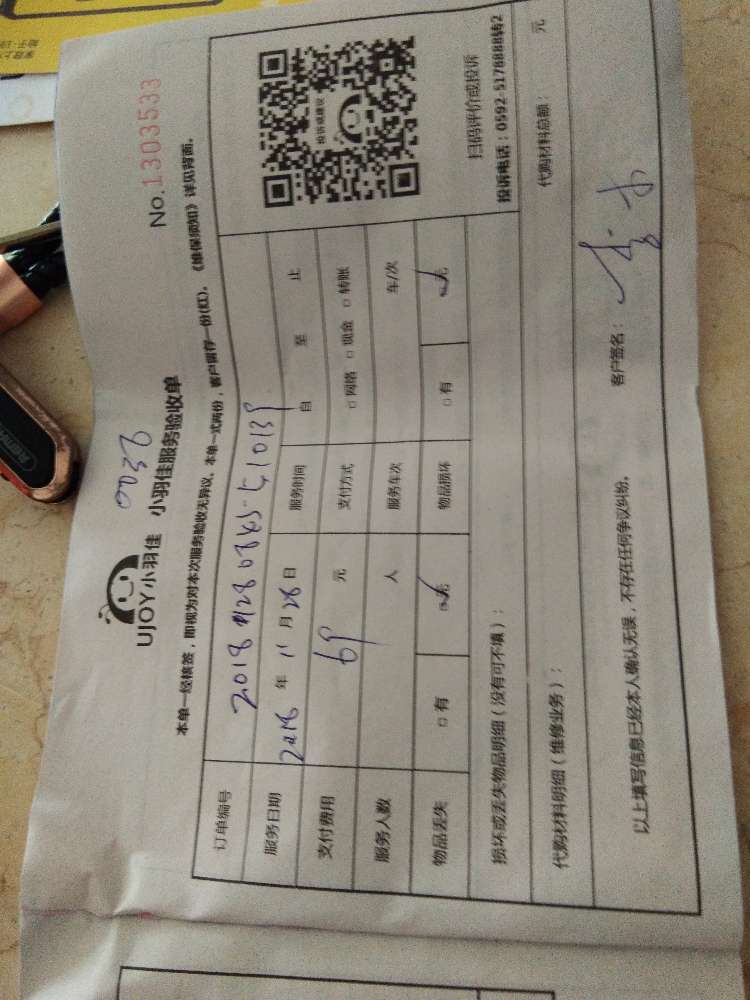 No.1303533
0038
UJOY小羽佳 小羽佳服务验收单
本单一经核签，即视为对本次服务验收无异议。本单一式两份，客户留存一份(红)。《维保须知》详见背面。
订单编号
服务日期 2018 年 11 月 28 日 服务时间 自 至 止
支付费用 69 元 支付方式 □ 网络 □ 现金 □ 转账
服务人数 人 服务车次 车/次
物品丢失 □ 有 □ 无 物品损坏 □ 有 □ 无
投诉或建议
扫码评价或投诉
投诉电话：0592-5178888转2
损坏或丢失物品明细（没有可不填）：
代购材料明细（维修业务）： 代购材料总额： 元
以上填写信息已经本人确认无误，不存在任何争议纠纷。 客户签名：